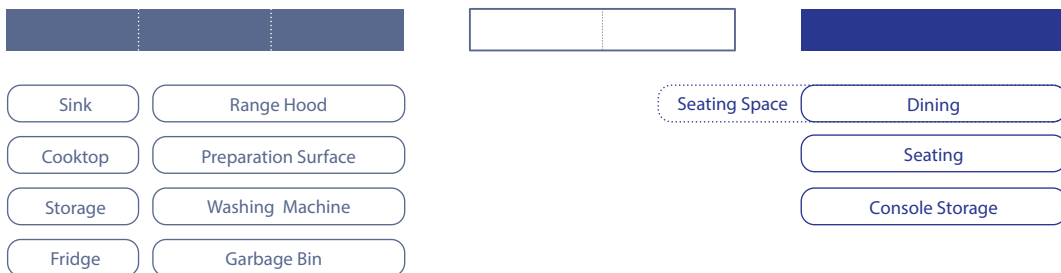 Sink
Range Hood
Seating Space
Dining
Cooktop
Preparation Surface
Seating
Storage
Washing Machine
Console Storage
Fridge
Garbage Bin